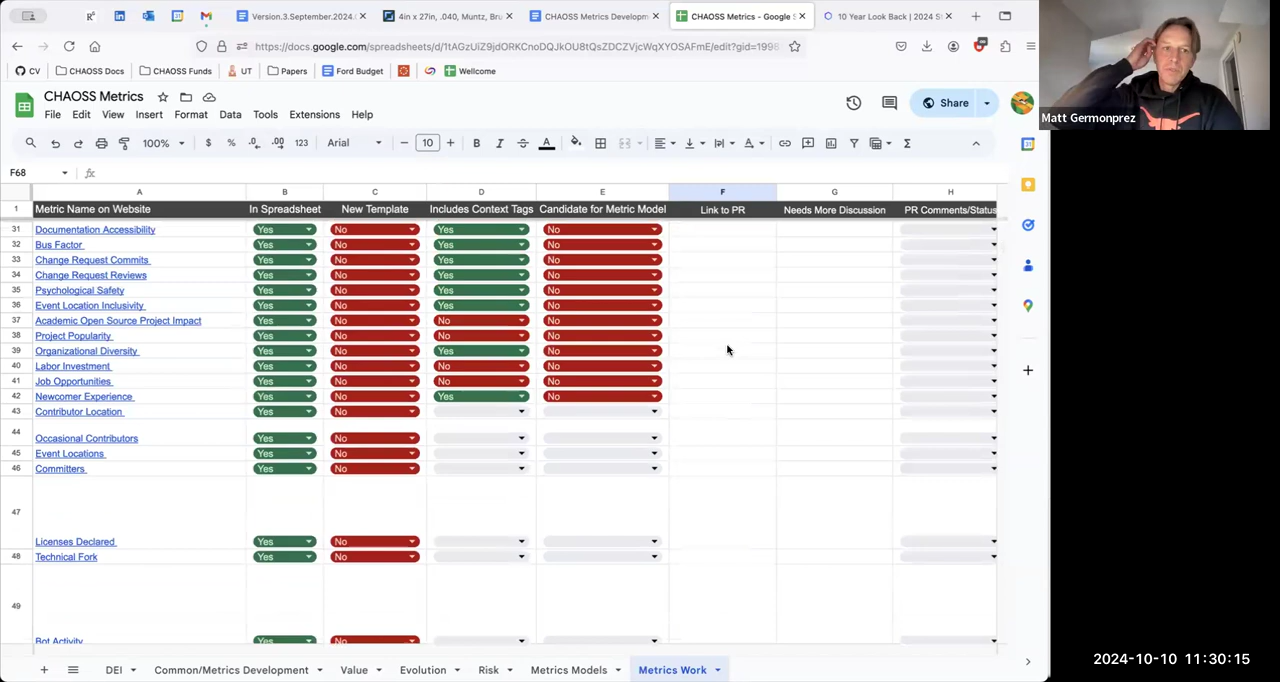 Version.3.September.2024.
4in x 27in, .040, Muntz, Bru
CHAOSS Metrics Developm
CHAOSS Metrics - Google S
10 Year Look Back | 2024 S
https://docs.google.com/spreadsheets/d/1tAGzUiZ9jdORKCnoDQJkOU8tQsZDCZVjcWqXYOSAFmE/edit?gid=1998
CV CHAOSS Docs CHAOSS Funds UT Papers Ford Budget Wellcome
CHAOSS Metrics
File Edit View Insert Format Data Tools Extensions Help
Share
100% $ % .0 .00 123 Arial 10 B I A
F68 fx
A B C D E F G H
1 Metric Name on Website In Spreadsheet New Template Includes Context Tags Candidate for Metric Model Link to PR Needs More Discussion PR Comments/Status
31 Documentation Accessibility Yes No Yes No
32 Bus Factor Yes No Yes No
33 Change Request Commits Yes No Yes No
34 Change Request Reviews Yes No Yes No
35 Psychological Safety Yes No Yes No
36 Event Location Inclusivity Yes No Yes No
37 Academic Open Source Project Impact Yes No No No
38 Project Popularity Yes No No No
39 Organizational Diversity Yes No Yes No
40 Labor Investment Yes No No No
41 Job Opportunities Yes No No No
42 Newcomer Experience Yes No Yes No
43 Contributor Location Yes No
44 Occasional Contributors Yes No
45 Event Locations Yes No
46 Committers Yes No
47 Licenses Declared Yes No
48 Technical Fork Yes No
49 Bot Activity Yes No
DEI Common/Metrics Development Value Evolution Risk Metrics Models Metrics Work
Matt Germonprez
2024-10-10 11:30:15